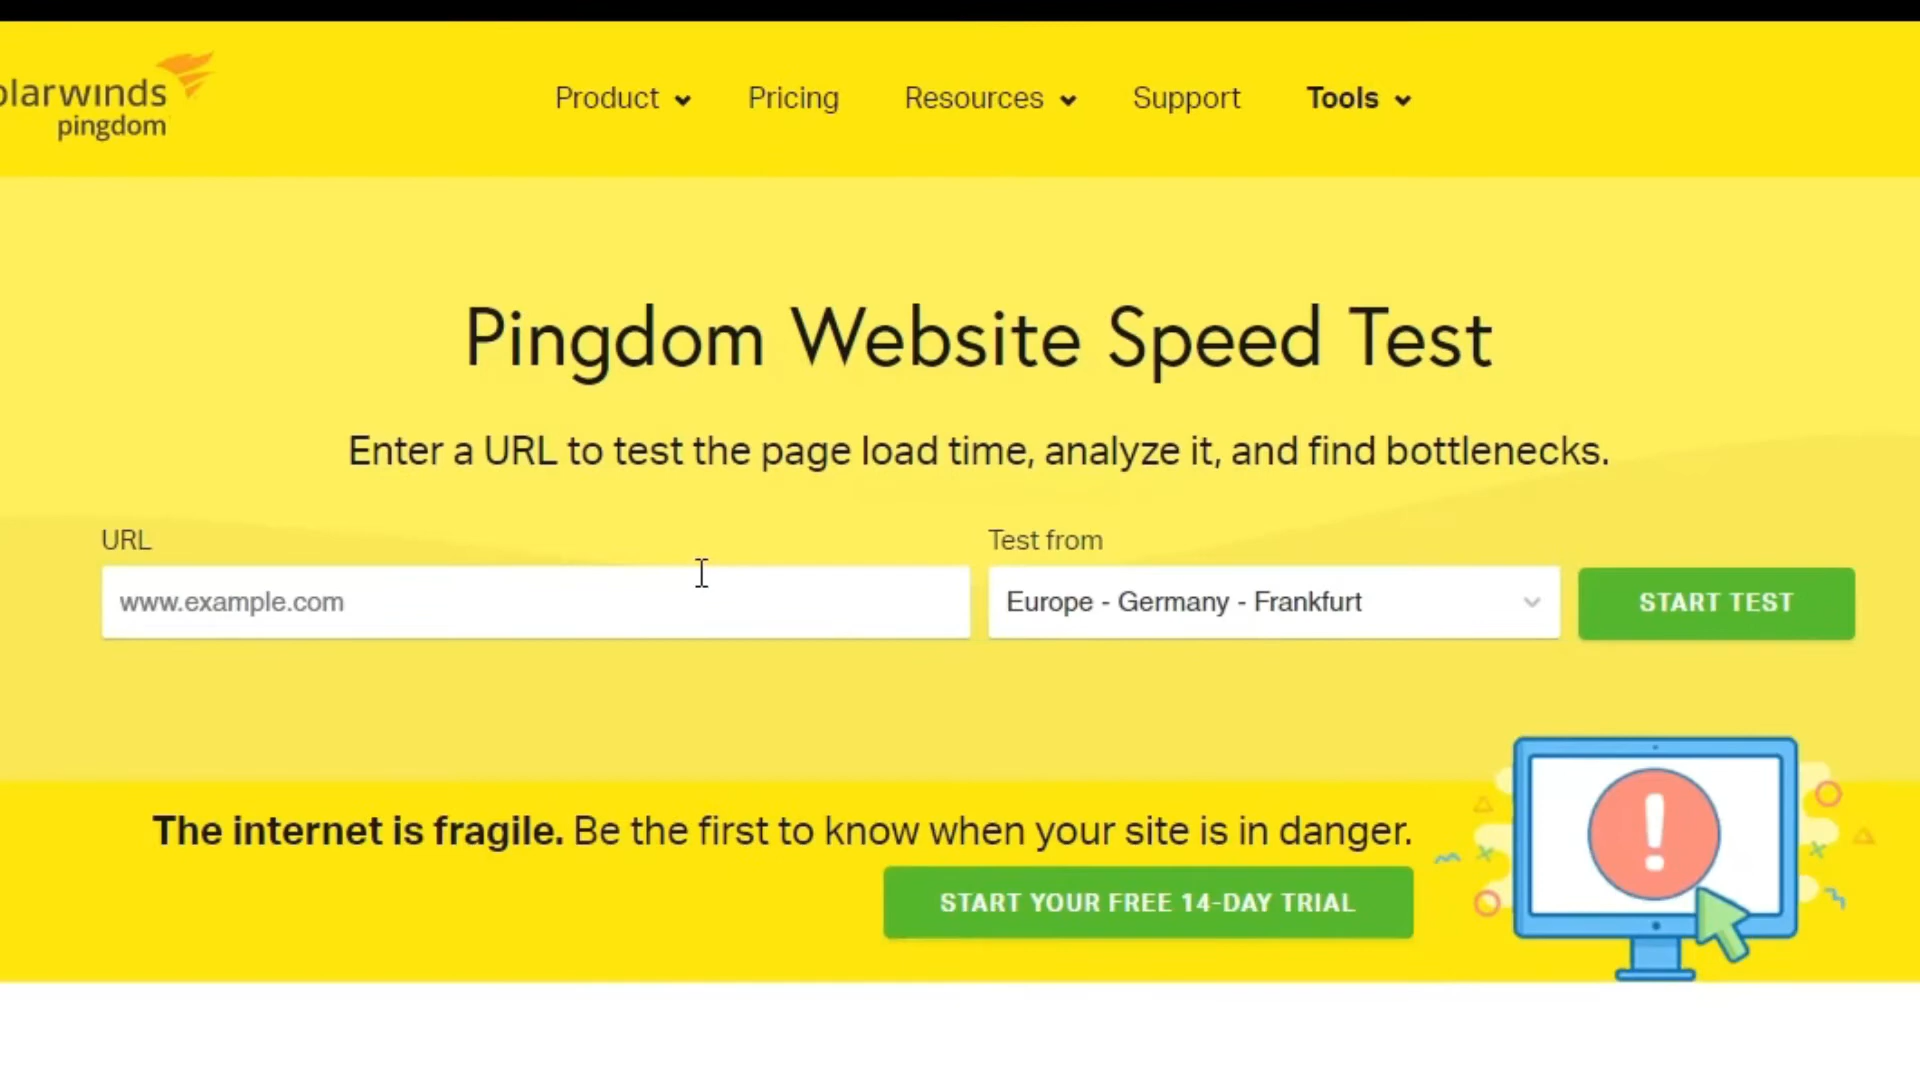 olarwinds
pingdom
Product
Pricing
Resources
Support
Tools
Pingdom Website Speed Test
Enter a URL to test the page load time, analyze it, and find bottlenecks.
URL
Test from
www.example.com
Europe - Germany - Frankfurt
START TEST
The internet is fragile. Be the first to know when your site is in danger.
START YOUR FREE 14-DAY TRIAL